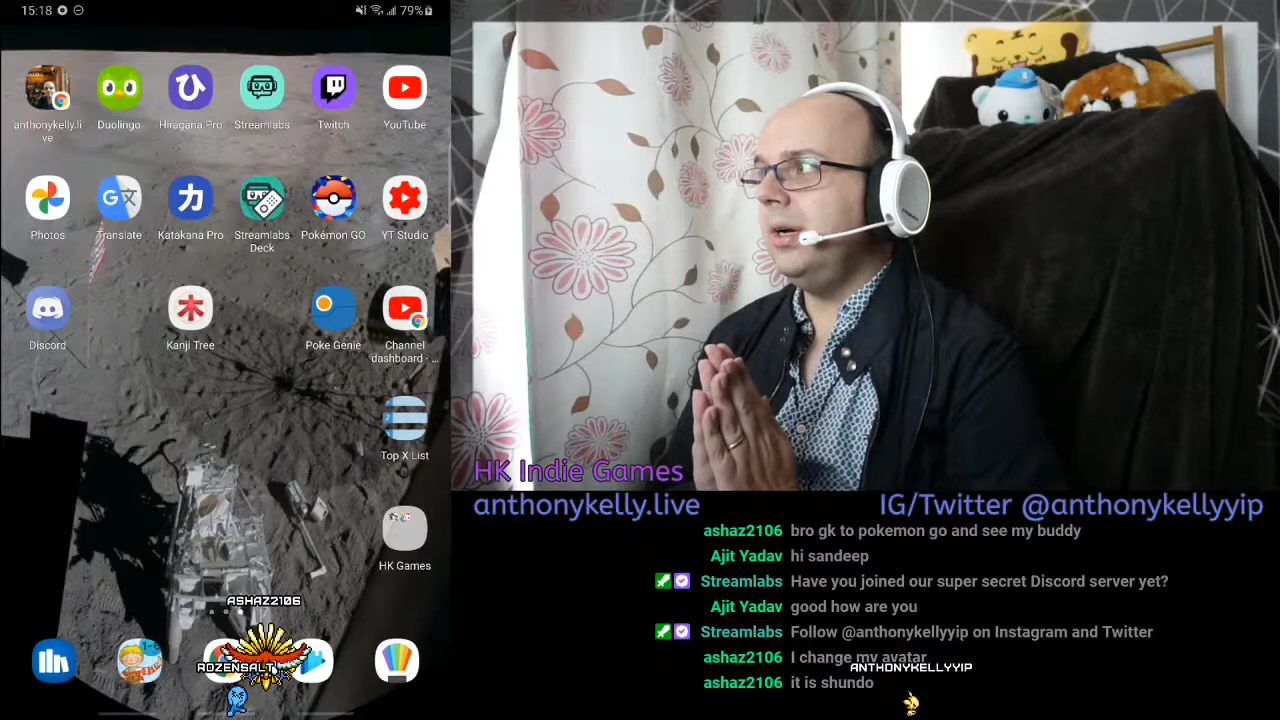 15:18
79%
anthonykelly.li
ve
Duolingo
Hiragana Pro
Streamlabs
Twitch
YouTube
Photos
Translate
Katakana Pro
Streamlabs
Deck
Pokémon GO
YT Studio
Discord
Kanji Tree
Poke Genie
Channel
dashboard - ...
Top X List
HK Games
ASHAZ2106
ROZENSALT
HK Indie Games
anthonykelly.live
IG/Twitter @anthonykellyyip
ashaz2106 bro gk to pokemon go and see my buddy
Ajit Yadav hi sandeep
Streamlabs Have you joined our super secret Discord server yet?
Ajit Yadav good how are you
Streamlabs Follow @anthonykellyyip on Instagram and Twitter
ashaz2106 I change my avatar
ANTHONYKELLYYIP
ashaz2106 it is shundo